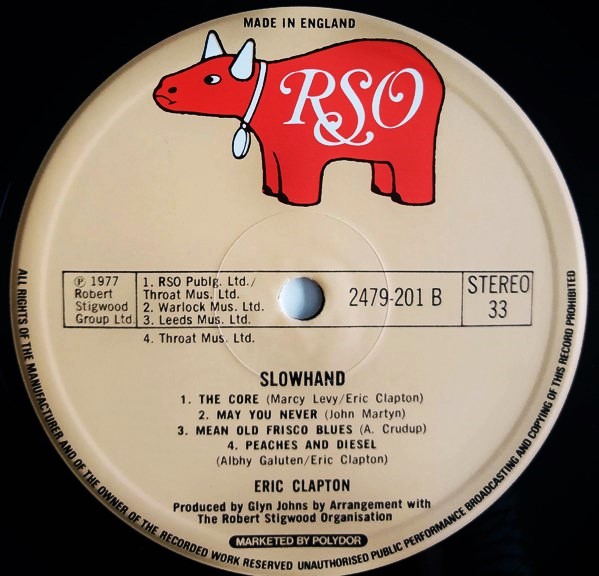 MADE IN ENGLAND
RSO
℗ 1977
Robert
Stigwood
Group Ltd.
1. RSO Publg. Ltd./
Throat Mus. Ltd.
2. Warlock Mus. Ltd.
3. Leeds Mus. Ltd.
4. Throat Mus. Ltd.
2479-201 B
STEREO
33
SLOWHAND
1. THE CORE (Marcy Levy/Eric Clapton)
2. MAY YOU NEVER (John Martyn)
3. MEAN OLD FRISCO BLUES (A. Crudup)
4. PEACHES AND DIESEL
(Albhy Galuten/Eric Clapton)
ERIC CLAPTON
Produced by Glyn Johns by Arrangement with
The Robert Stigwood Organisation
MARKETED BY POLYDOR
ALL RIGHTS OF THE MANUFACTURER AND OF THE OWNER OF THE RECORDED WORK RESERVED UNAUTHORISED PUBLIC PERFORMANCE BROADCASTING AND COPYING OF THIS RECORD PROHIBITED